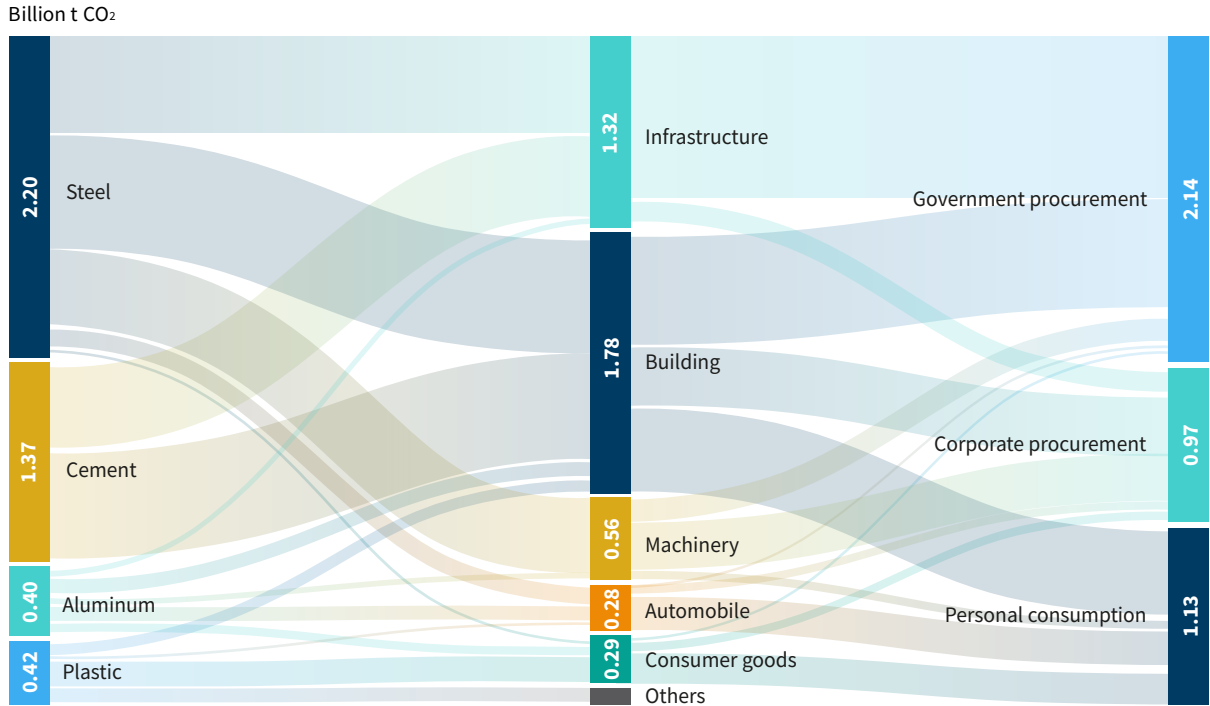 Billion t CO₂
2.20
Steel
1.37
Cement
0.40
Aluminum
0.42
Plastic
1.32
Infrastructure
1.78
Building
0.56
Machinery
0.28
Automobile
0.29
Consumer goods
Others
Government procurement
2.14
Corporate procurement
0.97
Personal consumption
1.13